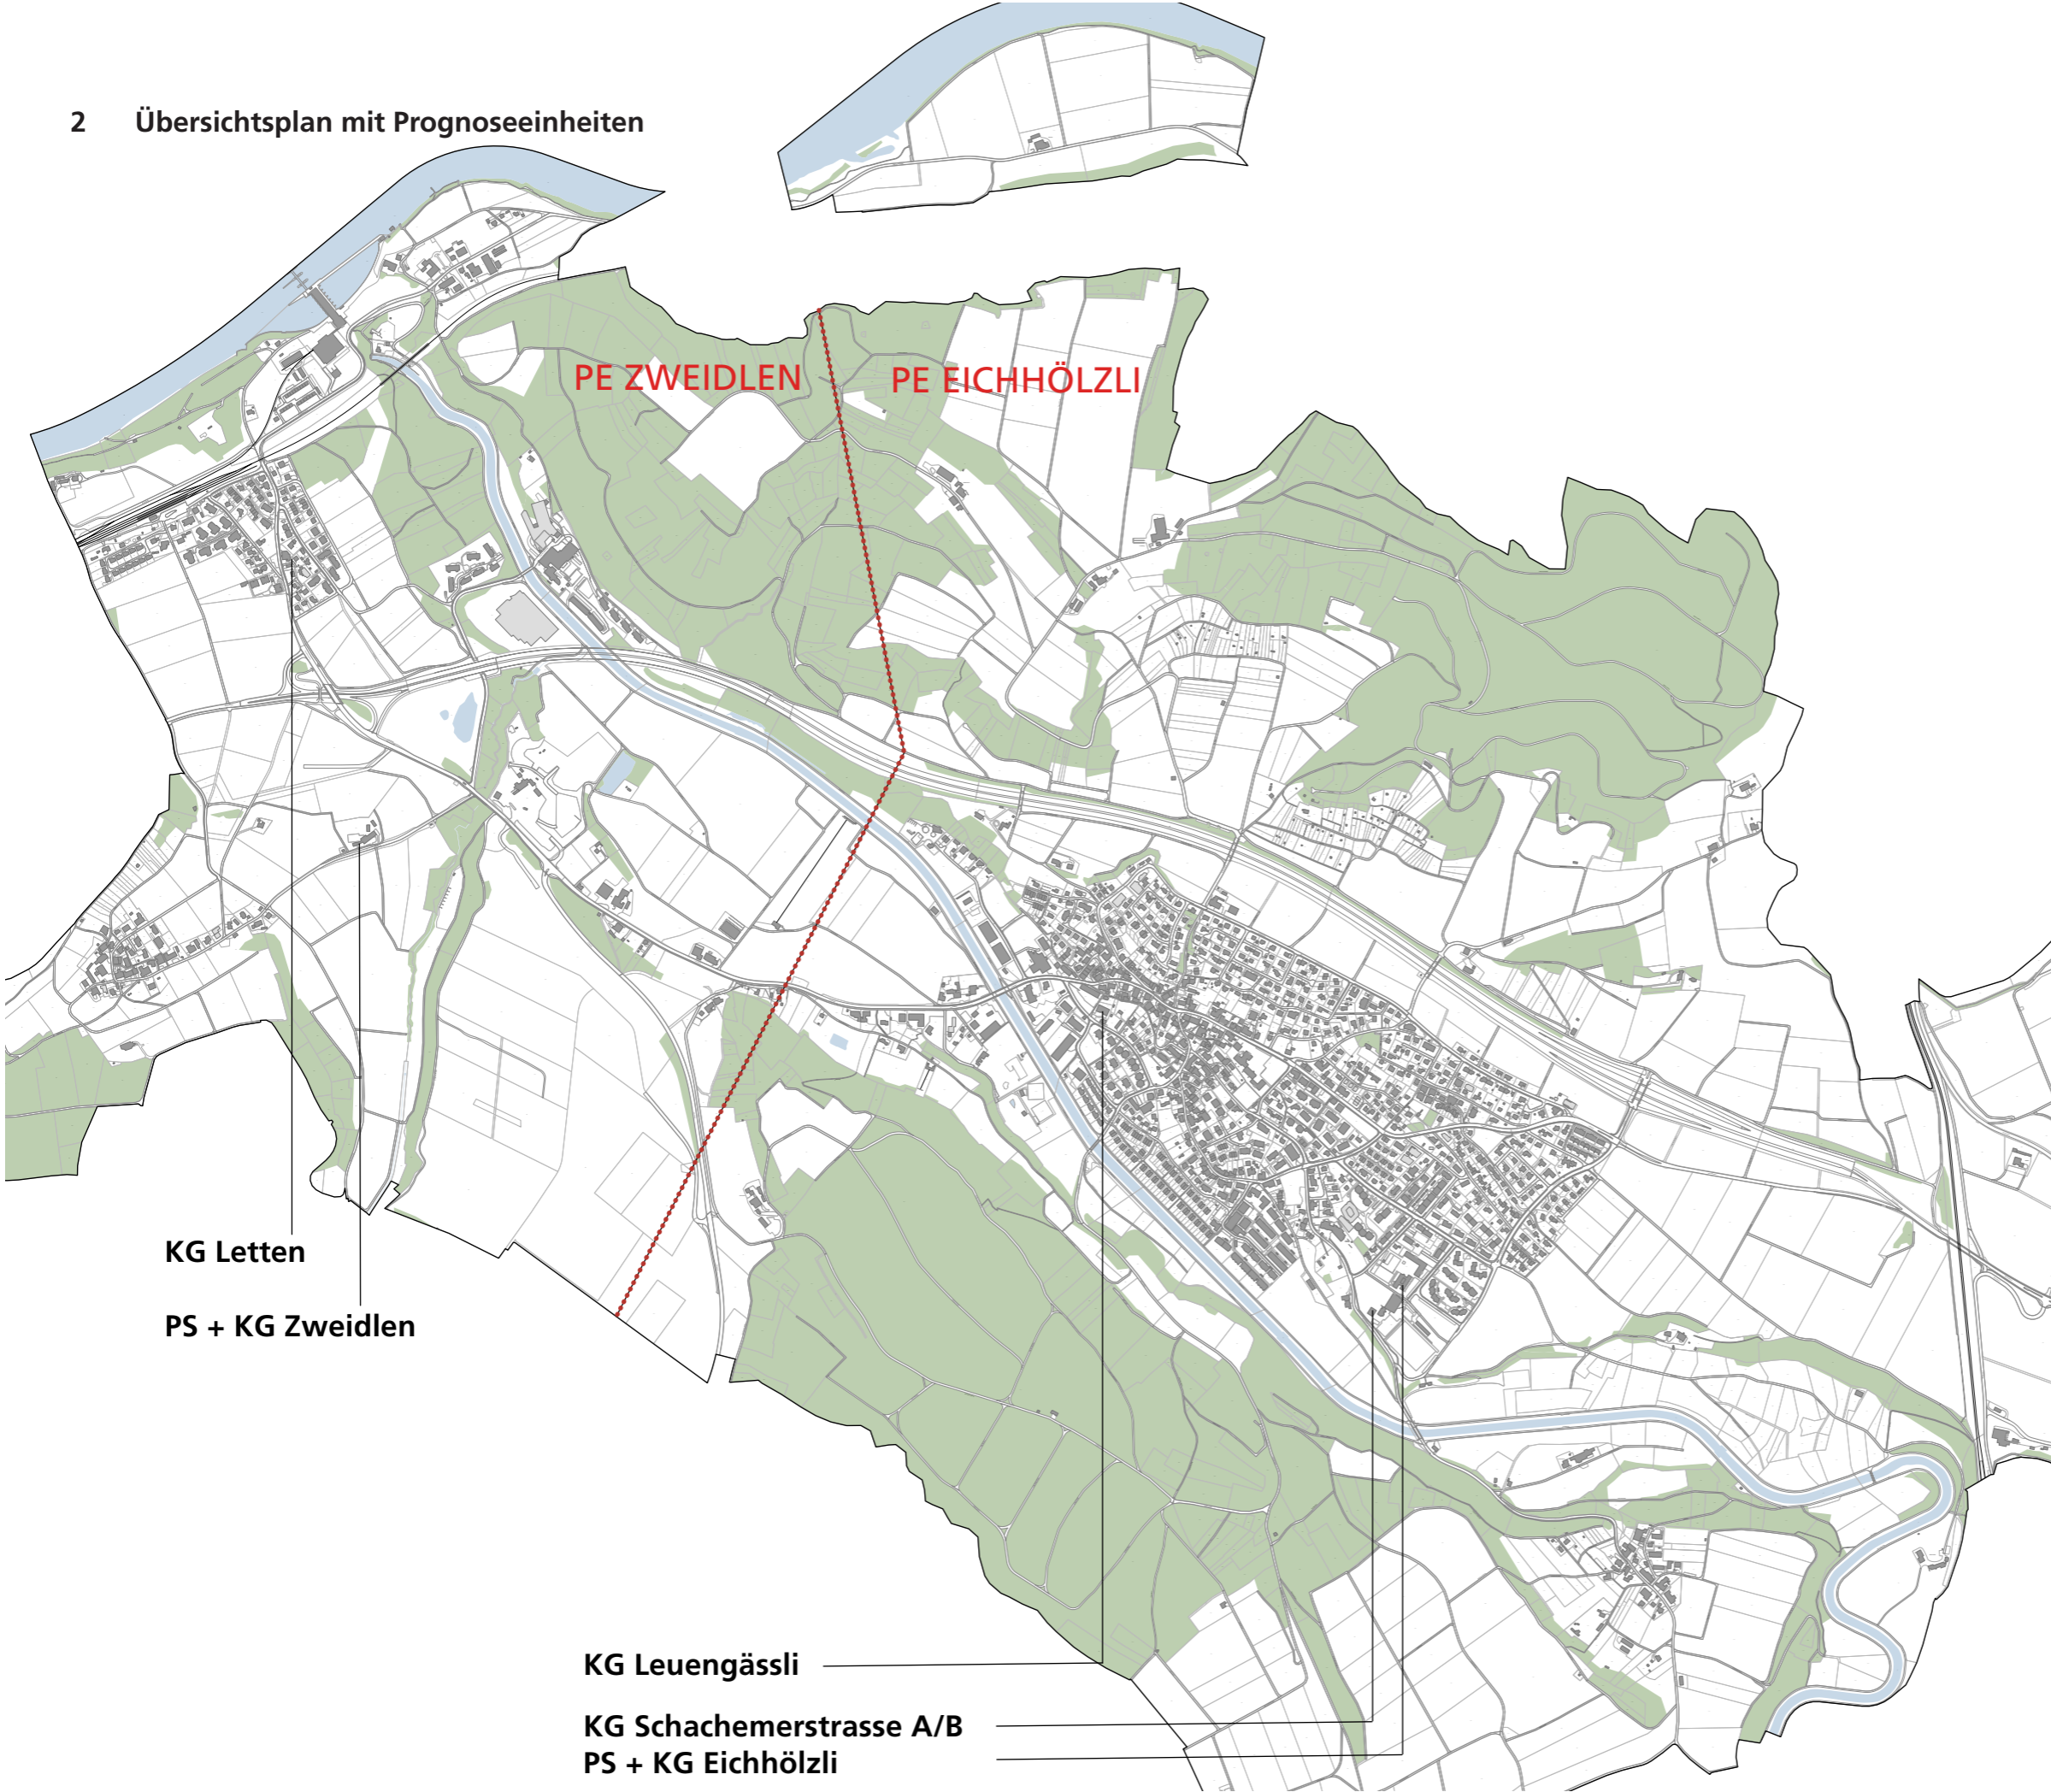 2 Übersichtsplan mit Prognoseeinheiten
PE ZWEIDLEN
PE EICHHÖLZLI
KG Letten
PS + KG Zweidlen
KG Leuengässli
KG Schachemerstrasse A/B
PS + KG Eichhölzli